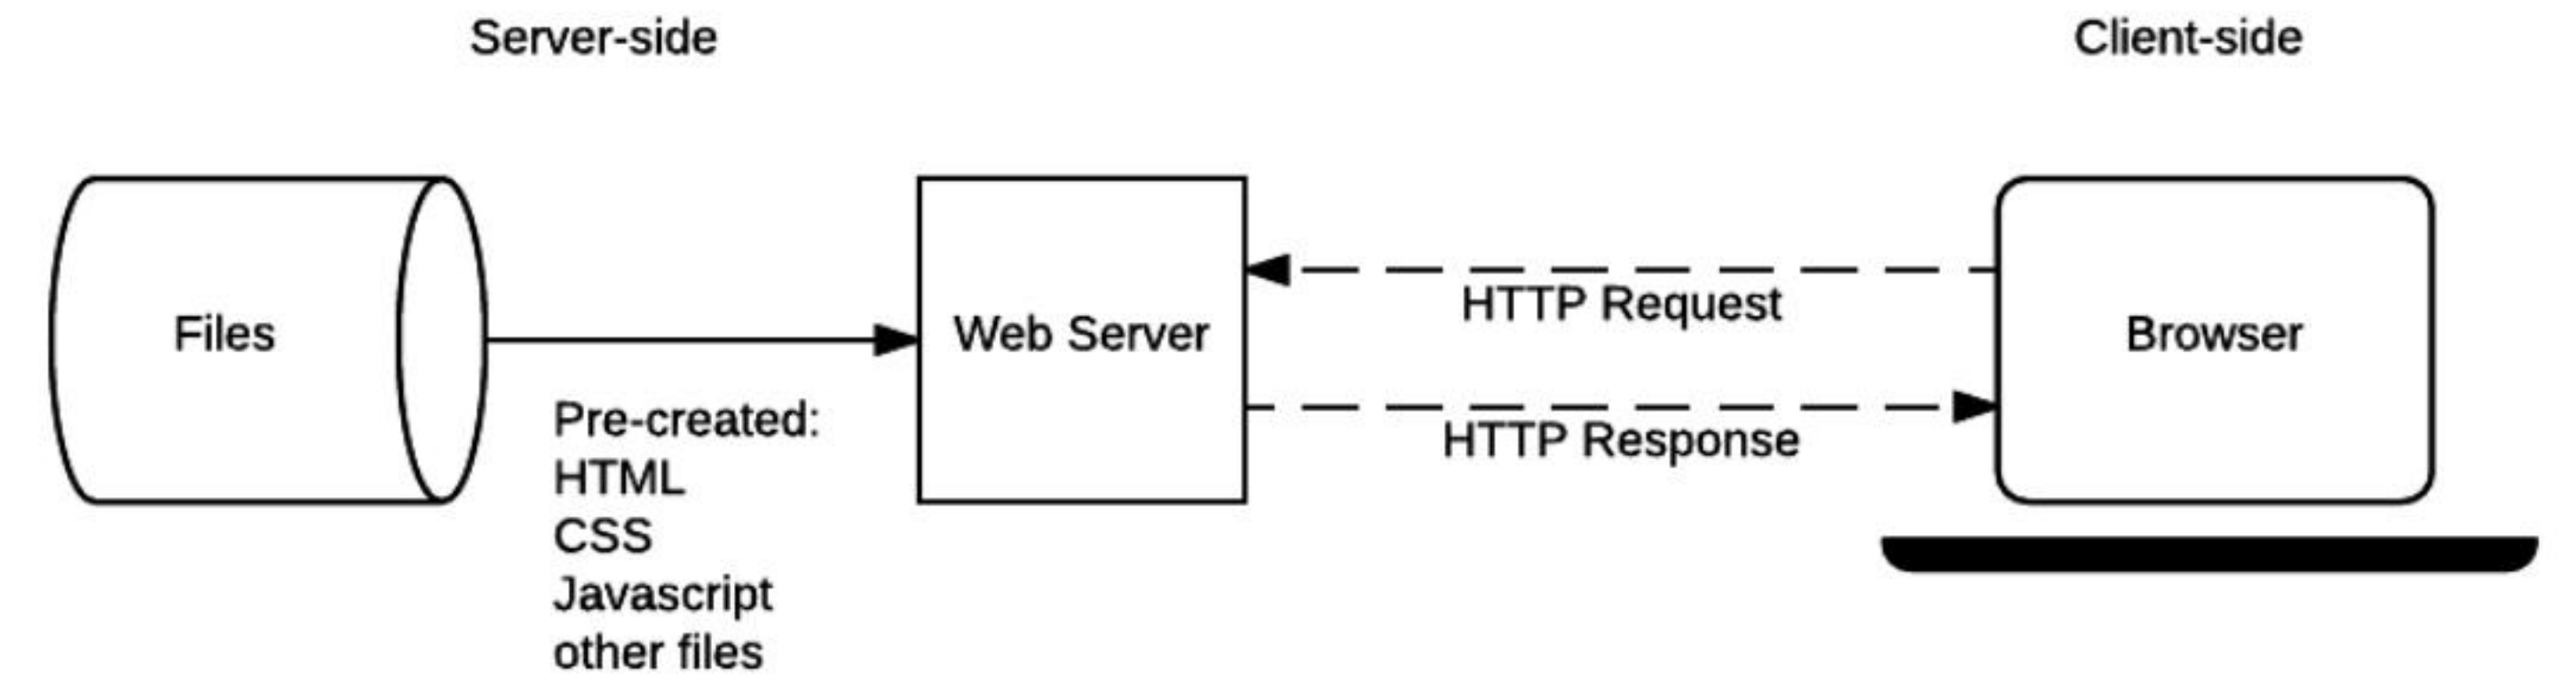 Server-side
Client-side
Files
Web Server
HTTP Request
Browser
HTTP Response
Pre-created:
HTML
CSS
Javascript
other files